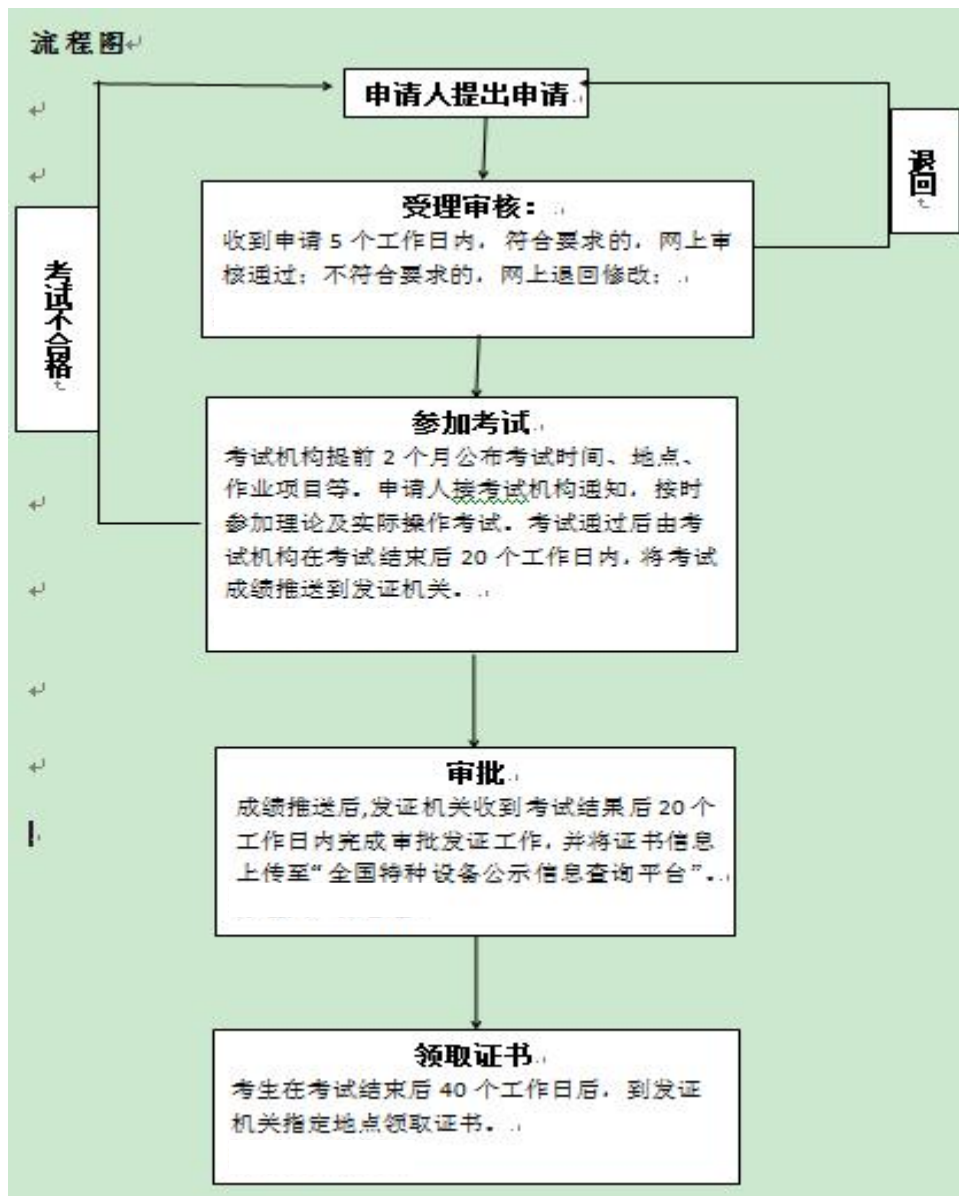 流程图
申请人提出申请
退回
受理审核：
收到申请 5 个工作日内，符合要求的，网上审
核通过；不符合要求的，网上退回修改；
考试不合格
参加考试
考试机构提前 2 个月公布考试时间、地点、
作业项目等。申请人按考试机构通知，按时
参加理论及实际操作考试。考试通过后由考
试机构在考试结束后 20 个工作日内，将考试
成绩推送到发证机关。
审批
成绩推送后,发证机关收到考试结果后 20 个
工作日内完成审批发证工作，并将证书信息
上传至“全国特种设备公示信息查询平台”。
领取证书
考生在考试结束后 40 个工作日后，到发证
机关指定地点领取证书。